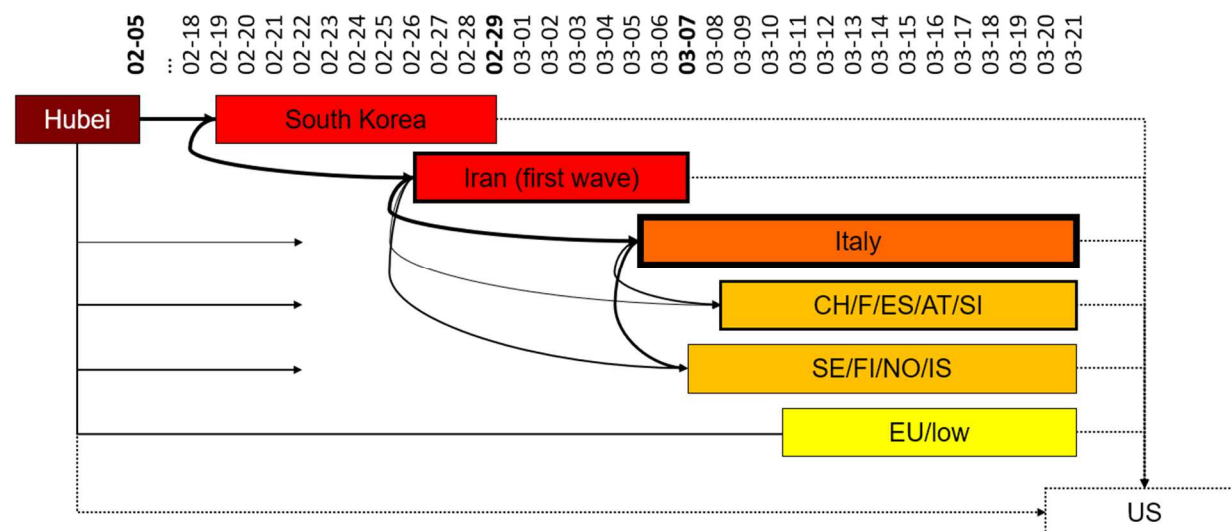 02-05 ... 02-18 02-19 02-20 02-21 02-22 02-23 02-24 02-25 02-26 02-27 02-28 02-29 03-01 03-02 03-03 03-04 03-05 03-06 03-07 03-08 03-09 03-10 03-11 03-12 03-13 03-14 03-15 03-16 03-17 03-18 03-19 03-20 03-21
Hubei South Korea
Iran (first wave)
Italy
CH/F/ES/AT/SI
SE/FI/NO/IS
EU/low
US